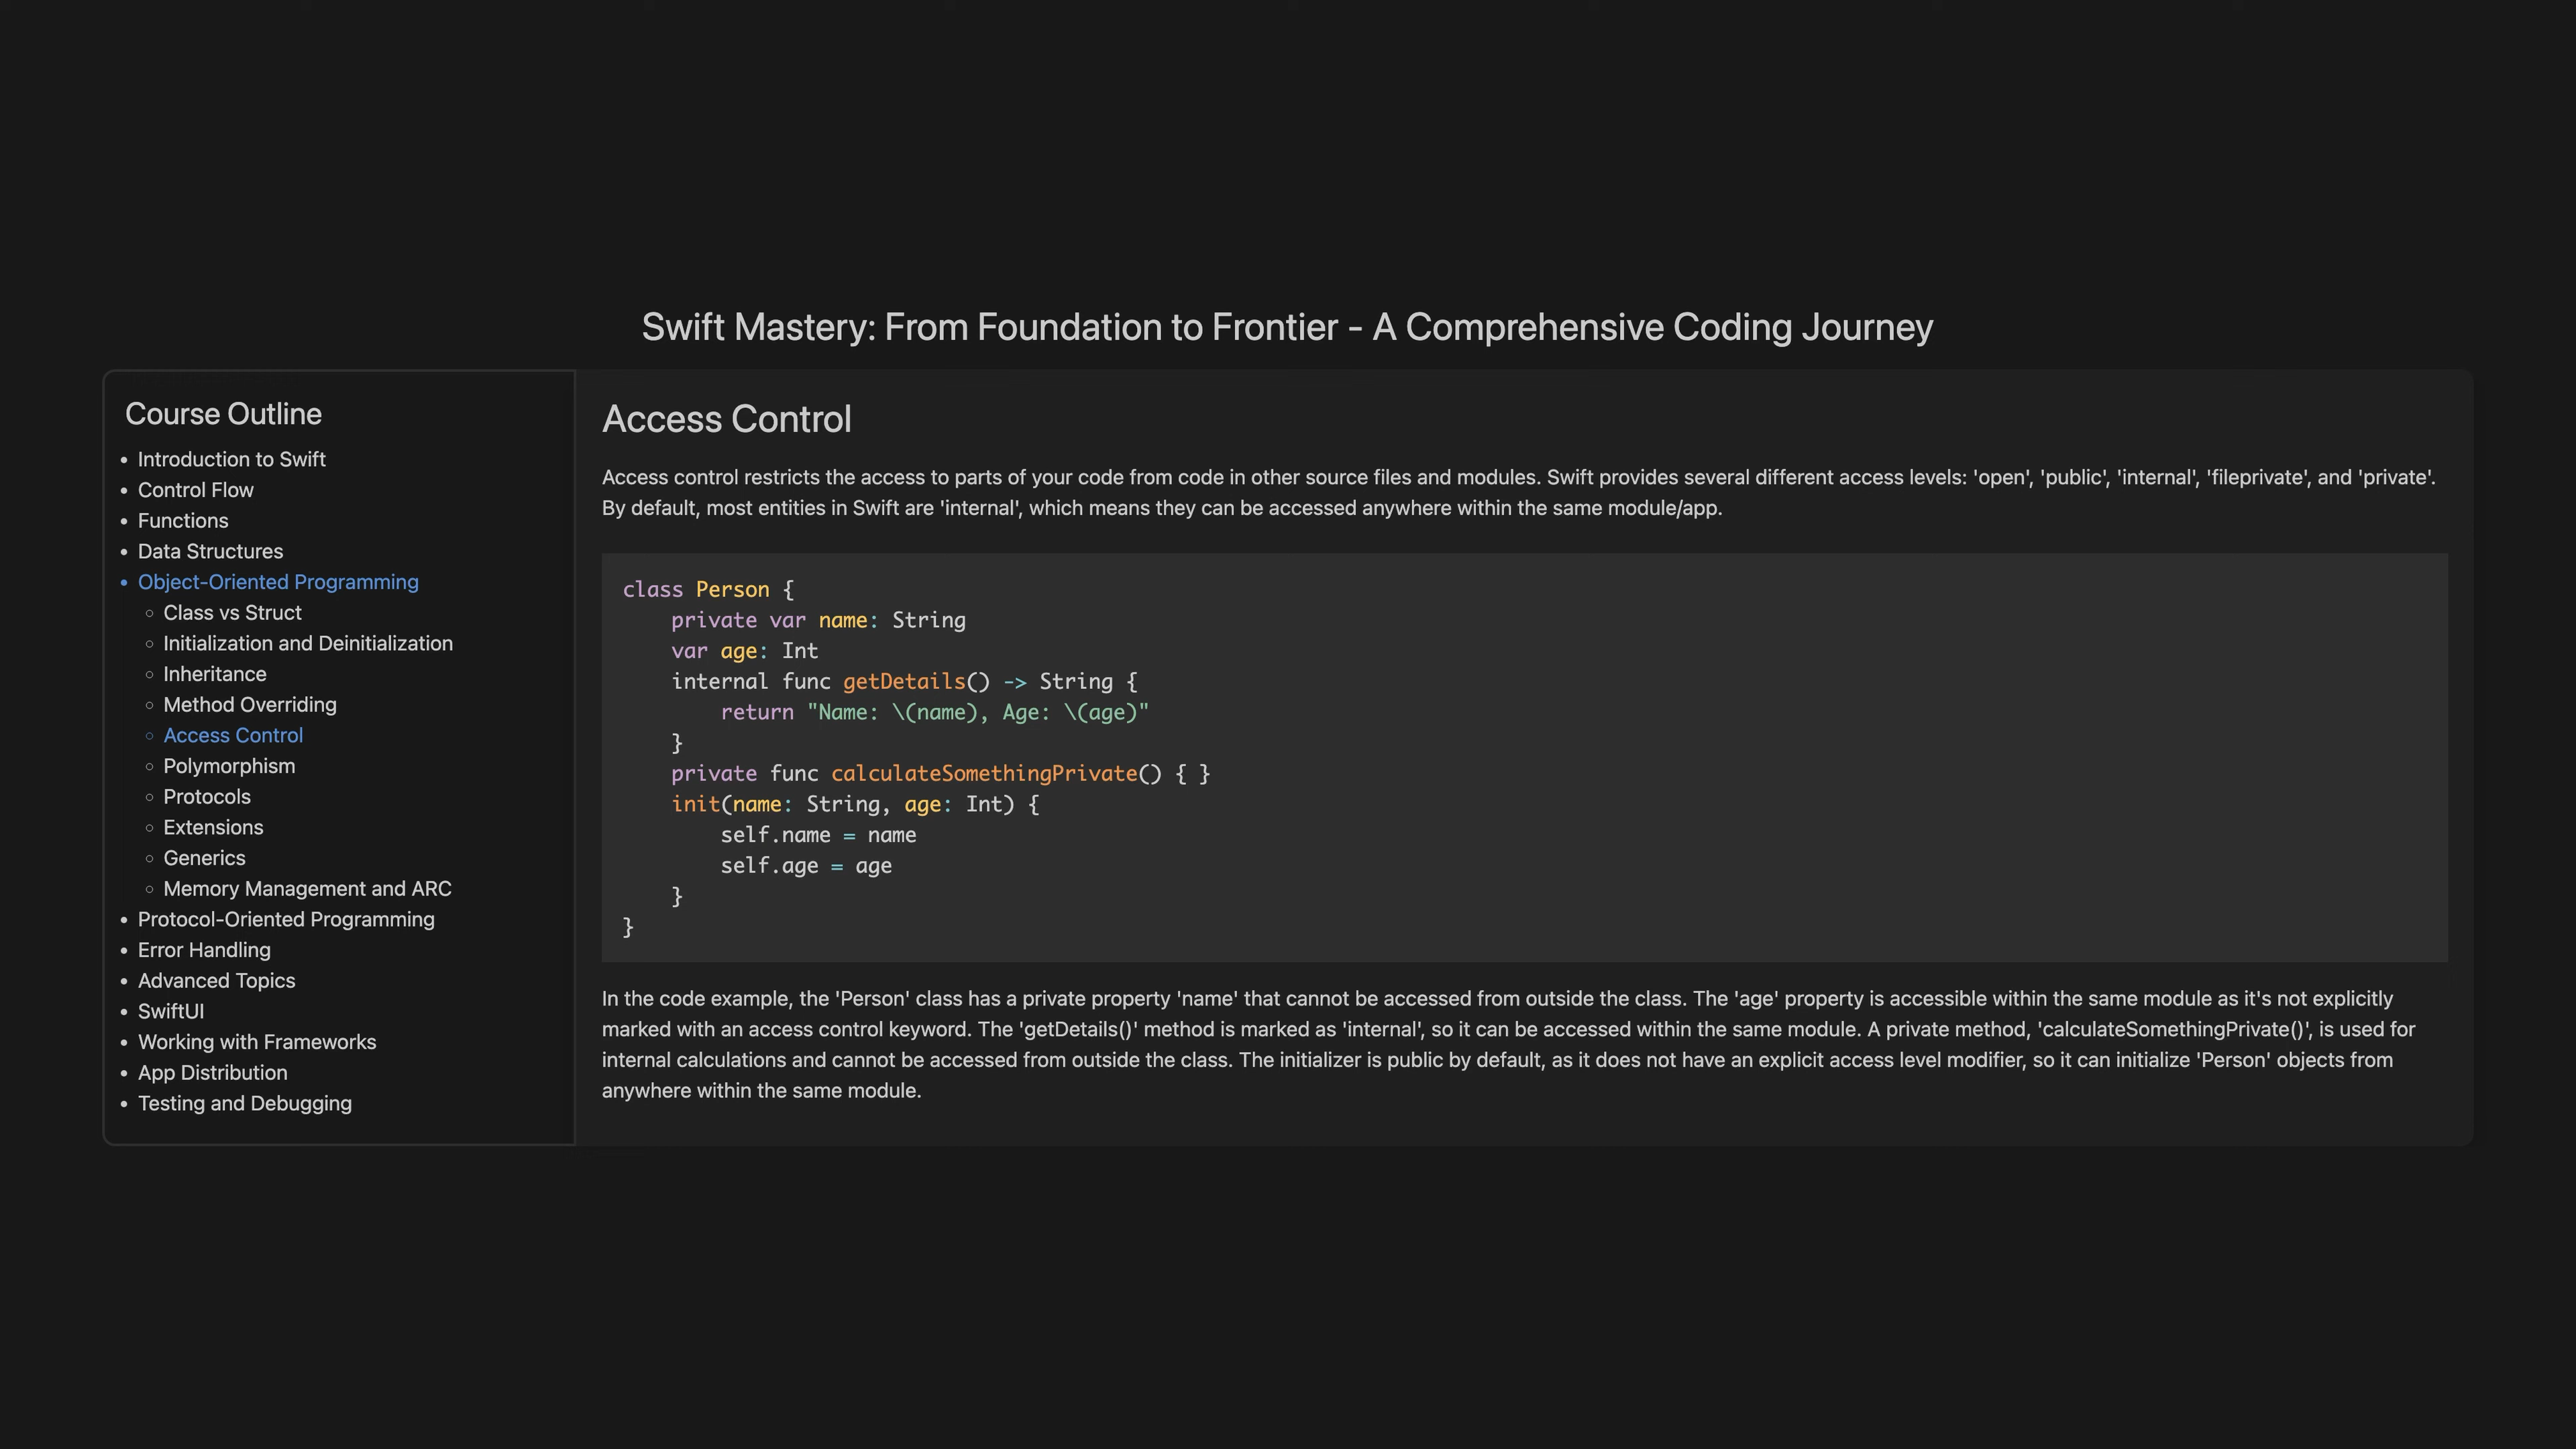 Swift Mastery: From Foundation to Frontier - A Comprehensive Coding Journey
Course Outline
• Introduction to Swift
• Control Flow
• Functions
• Data Structures
• Object-Oriented Programming
◦ Class vs Struct
◦ Initialization and Deinitialization
◦ Inheritance
◦ Method Overriding
◦ Access Control
◦ Polymorphism
◦ Protocols
◦ Extensions
◦ Generics
◦ Memory Management and ARC
• Protocol-Oriented Programming
• Error Handling
• Advanced Topics
• SwiftUI
• Working with Frameworks
• App Distribution
• Testing and Debugging
Access Control
Access control restricts the access to parts of your code from code in other source files and modules. Swift provides several different access levels: 'open', 'public', 'internal', 'fileprivate', and 'private'.
By default, most entities in Swift are 'internal', which means they can be accessed anywhere within the same module/app.
class Person {
    private var name: String
    var age: Int
    internal func getDetails() -> String {
        return "Name: \(name), Age: \(age)"
    }
    private func calculateSomethingPrivate() { }
    init(name: String, age: Int) {
        self.name = name
        self.age = age
    }
}
In the code example, the 'Person' class has a private property 'name' that cannot be accessed from outside the class. The 'age' property is accessible within the same module as it's not explicitly
marked with an access control keyword. The 'getDetails()' method is marked as 'internal', so it can be accessed within the same module. A private method, 'calculateSomethingPrivate()', is used for
internal calculations and cannot be accessed from outside the class. The initializer is public by default, as it does not have an explicit access level modifier, so it can initialize 'Person' objects from
anywhere within the same module.